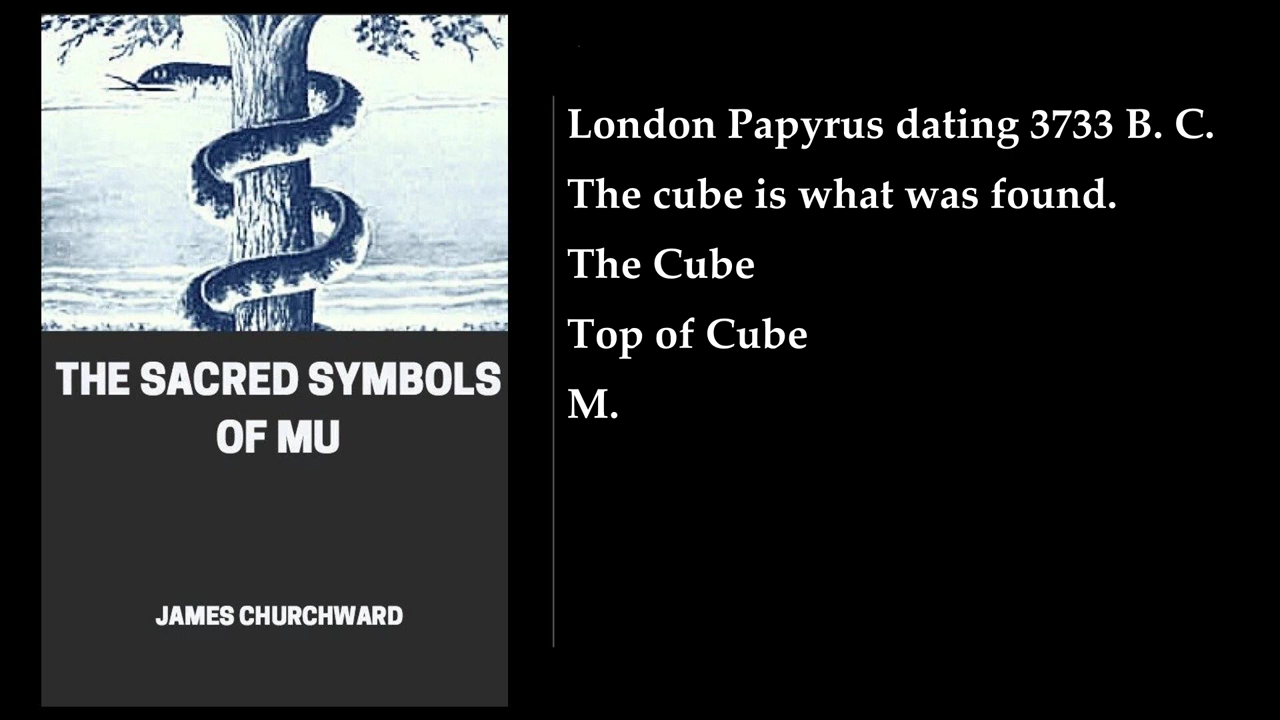 THE SACRED SYMBOLS
OF MU
JAMES CHURCHWARD
London Papyrus dating 3733 B. C.
The cube is what was found.
The Cube
Top of Cube
M.